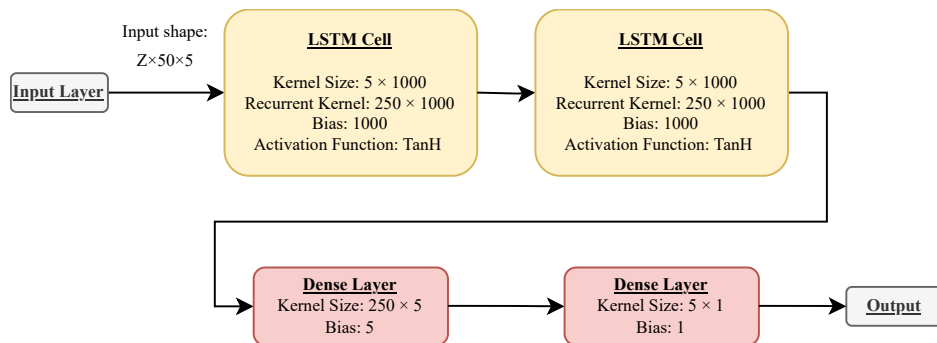 Input shape:
Z×50×5
Input Layer
LSTM Cell
Kernel Size: 5 × 1000
Recurrent Kernel: 250 × 1000
Bias: 1000
Activation Function: TanH
LSTM Cell
Kernel Size: 5 × 1000
Recurrent Kernel: 250 × 1000
Bias: 1000
Activation Function: TanH
Dense Layer
Kernel Size: 250 × 5
Bias: 5
Dense Layer
Kernel Size: 5 × 1
Bias: 1
Output